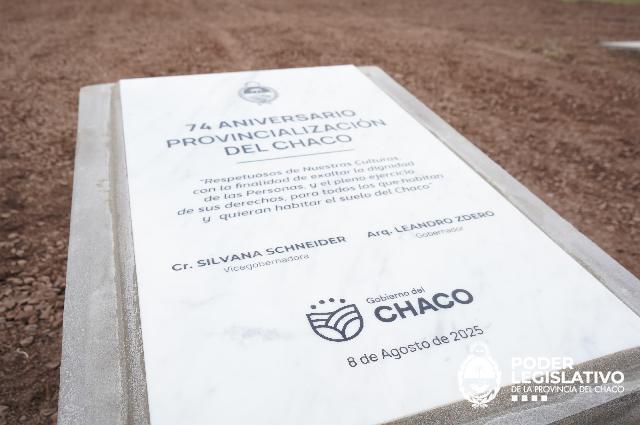 74 ANIVERSARIO
PROVINCIALIZACIÓN
DEL CHACO
"Respetuosos de Nuestras Culturas,
con la finalidad de exaltar la dignidad
de las Personas, y el pleno ejercicio
de sus derechos, para todos los que habitan
y quieran habitar el suelo del Chaco"
Cr. SILVANA SCHNEIDER
Vicegobernadora
Arq. LEANDRO ZDERO
Gobernador
Gobierno del
CHACO
8 de Agosto de 2025
PODER
LEGISLATIVO
DE LA PROVINCIA DEL CHACO